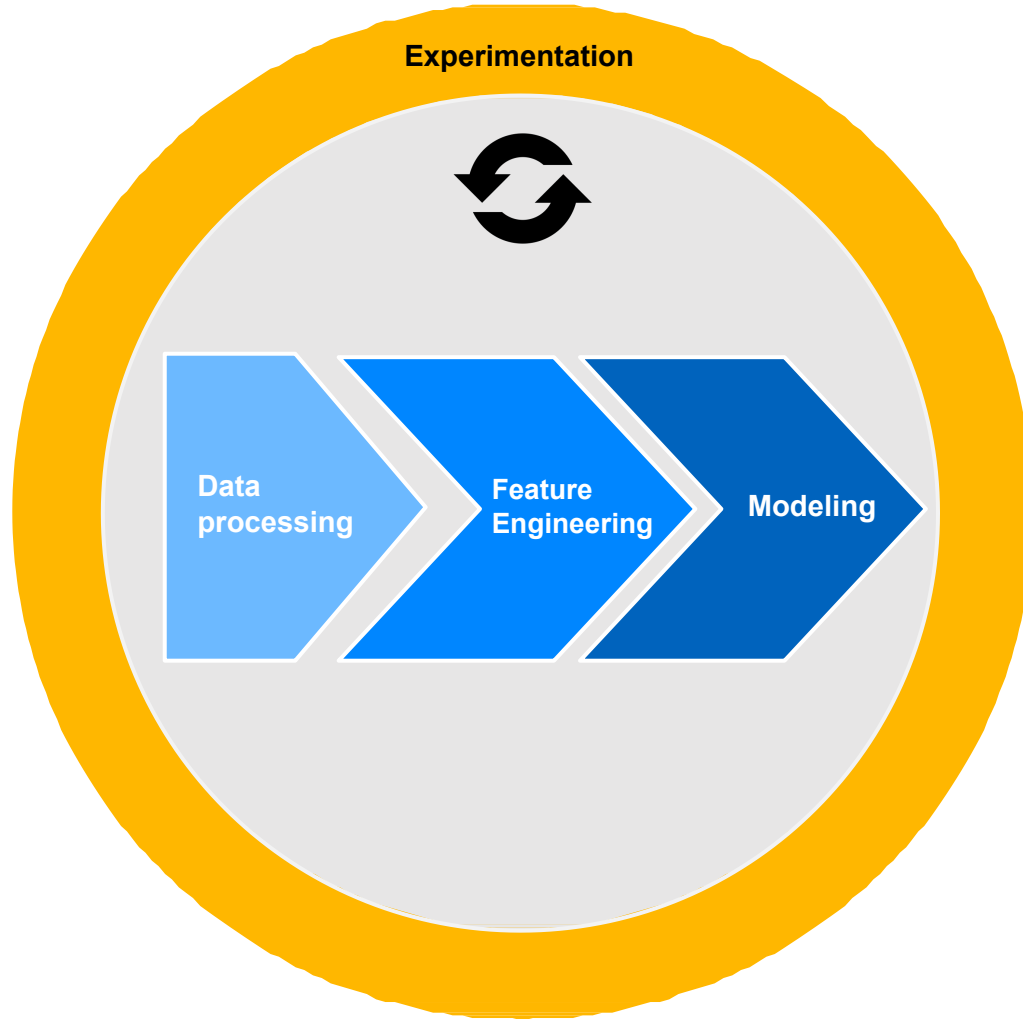 Experimentation
Data
processing
Feature
Engineering
Modeling